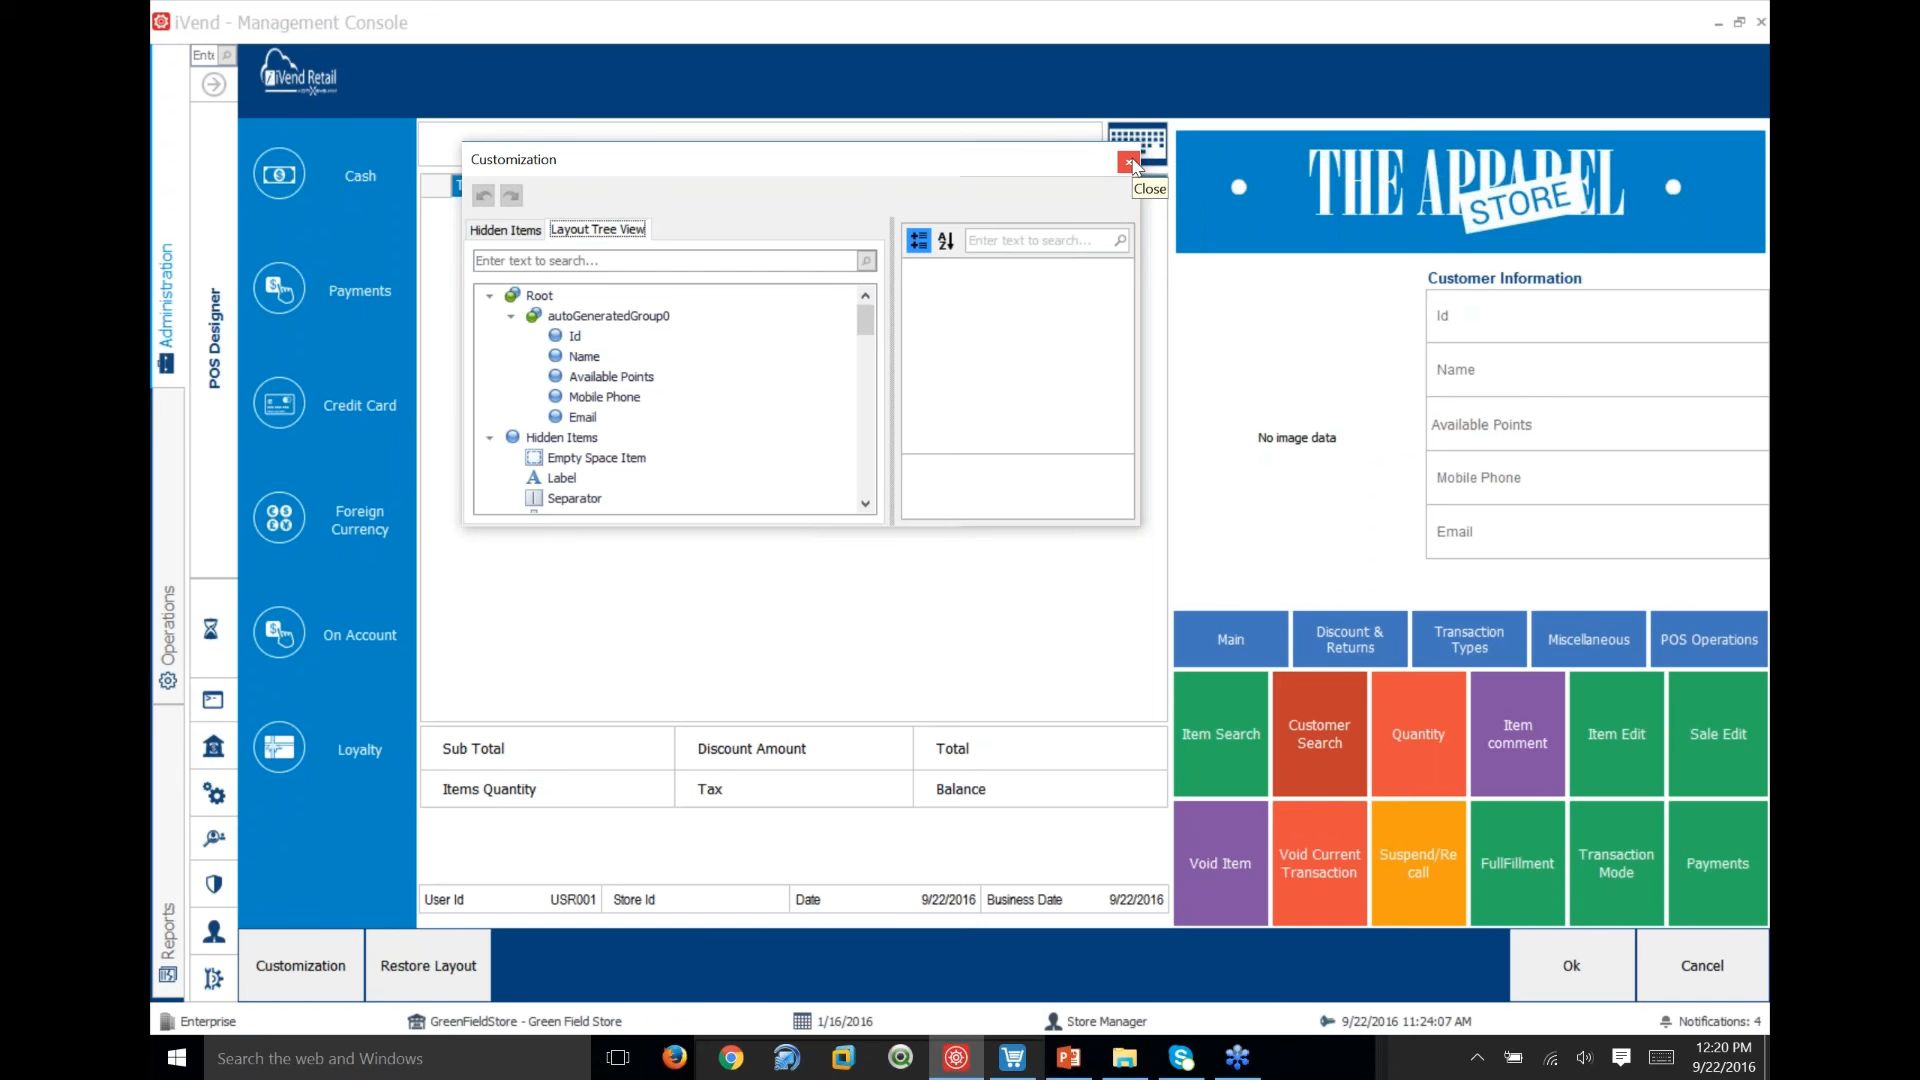 iVend - Management Console
Ente
iVend Retail
Administration
POS Designer
Operations
Reports
Cash
Payments
Credit Card
Foreign
Currency
On Account
Loyalty
Customization
Close
Hidden Items
Layout Tree View
Enter text to search...
Enter text to search...
Root
autoGeneratedGroup0
Id
Name
Available Points
Mobile Phone
Email
Hidden Items
Empty Space Item
Label
Separator
THE APPAREL
STORE
Customer Information
Id
Name
Available Points
Mobile Phone
Email
No image data
Main
Discount &
Returns
Transaction
Types
Miscellaneous
POS Operations
Item Search
Customer
Search
Quantity
Item
comment
Item Edit
Sale Edit
Void Item
Void Current
Transaction
Suspend/Re
call
FullFillment
Transaction
Mode
Payments
Sub Total
Discount Amount
Total
Items Quantity
Tax
Balance
User Id USR001 Store Id Date 9/22/2016 Business Date 9/22/2016
Customization
Restore Layout
Ok
Cancel
Enterprise
GreenFieldStore - Green Field Store
1/16/2016
Store Manager
9/22/2016 11:24:07 AM
Notifications: 4
Search the web and Windows
12:20 PM
9/22/2016